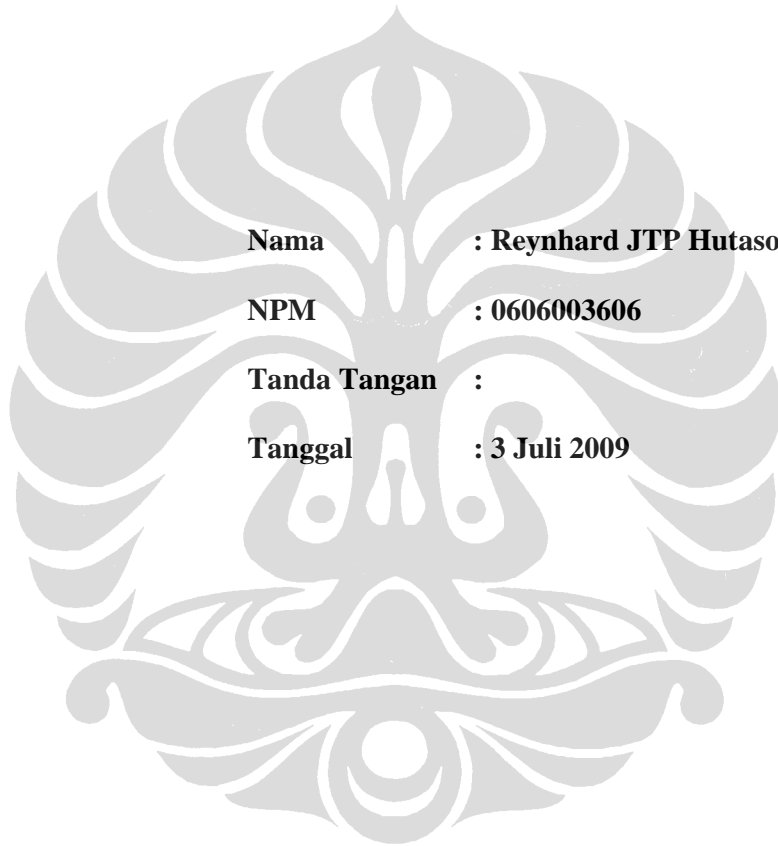 Nama : Reynhard JTP Hutaso
NPM : 0606003606
Tanda Tangan :
Tanggal : 3 Juli 2009